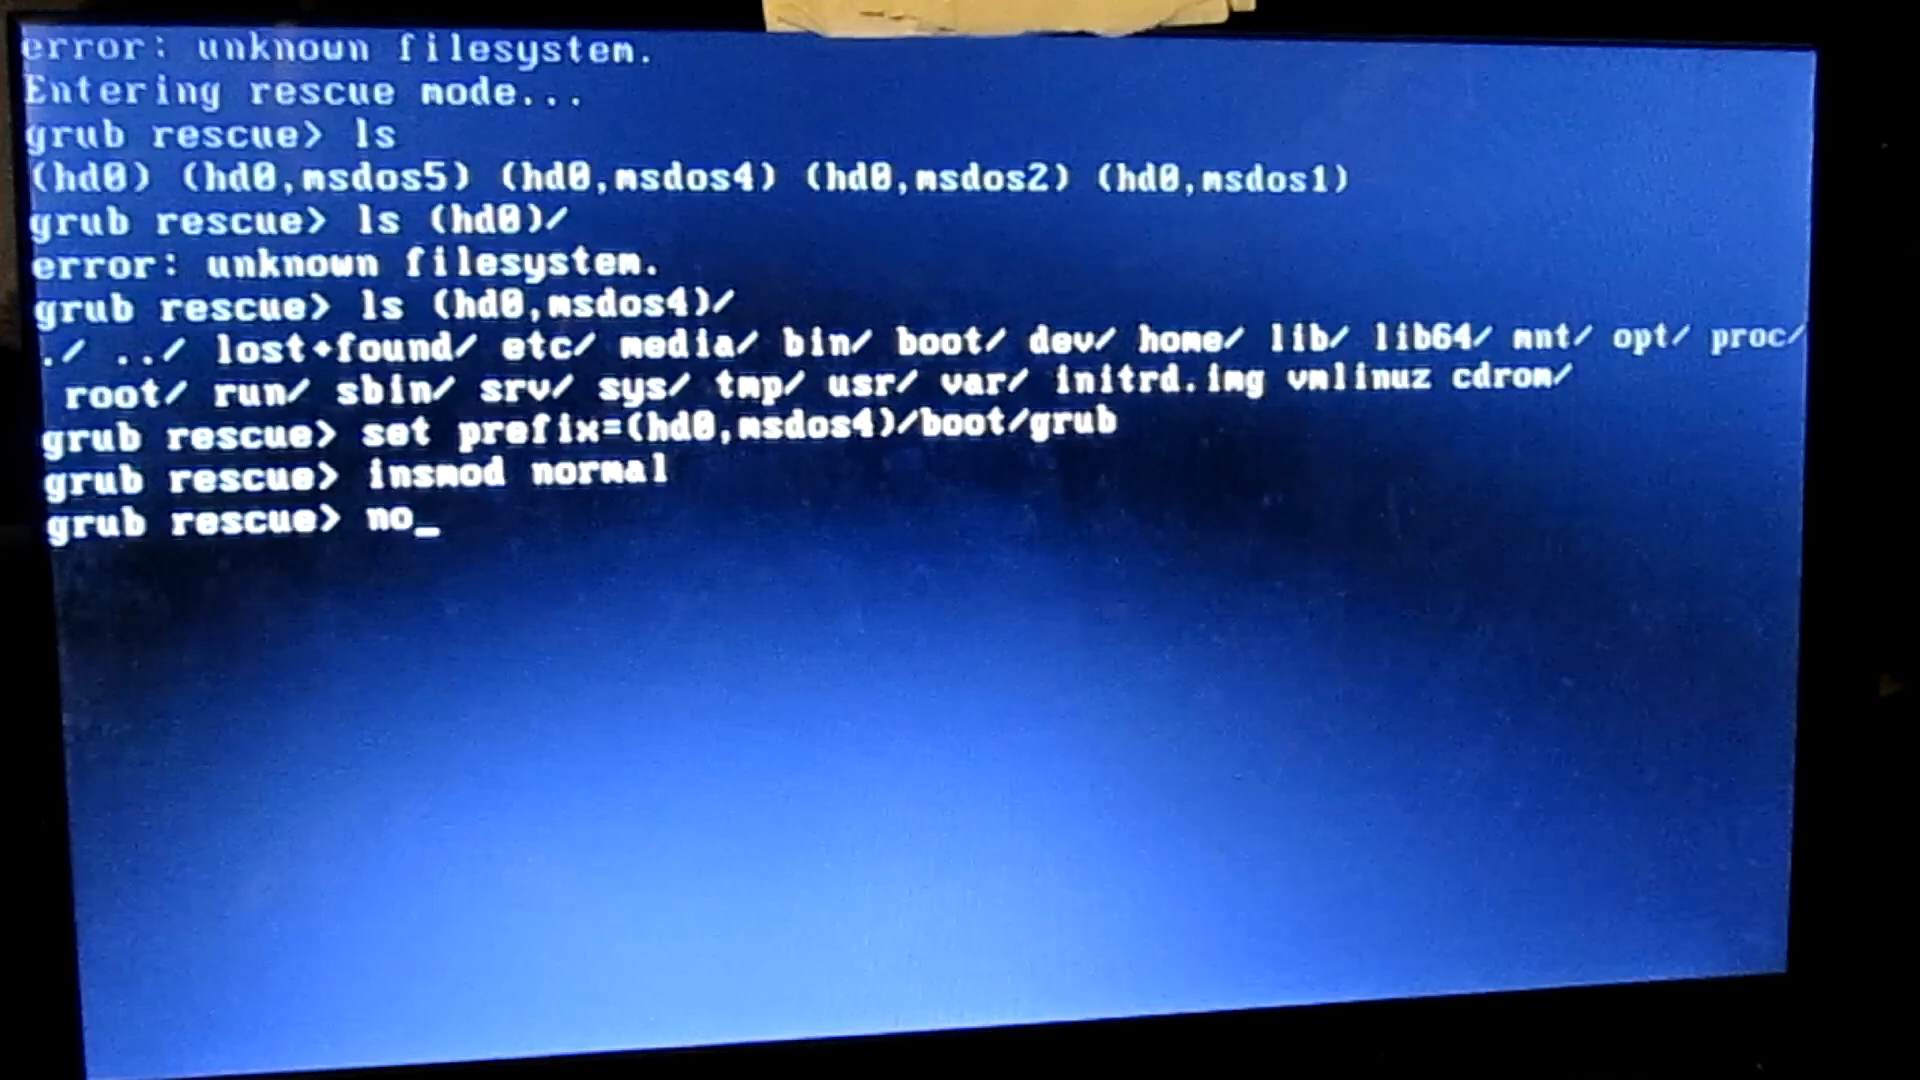 error: unknown filesystem.
Entering rescue mode...
grub rescue> ls
(hd0) (hd0,msdos5) (hd0,msdos4) (hd0,msdos2) (hd0,msdos1)
grub rescue> ls (hd0)/
error: unknown filesystem.
grub rescue> ls (hd0,msdos4)/
./ ../ lost+found/ etc/ media/ bin/ boot/ dev/ home/ lib/ lib64/ mnt/ opt/ proc/
root/ run/ sbin/ srv/ sys/ tmp/ usr/ var/ initrd.img vmlinuz cdrom/
grub rescue> set prefix=(hd0,msdos4)/boot/grub
grub rescue> insmod normal
grub rescue> no_